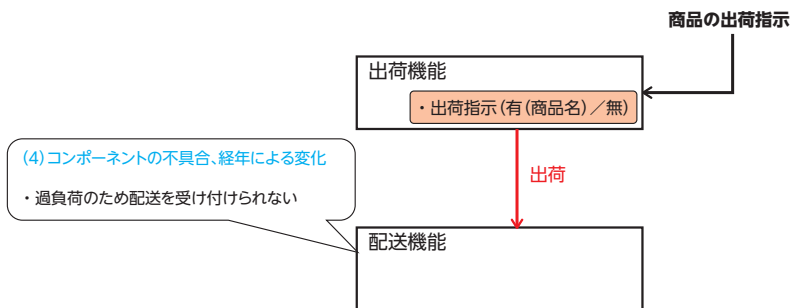 商品の出荷指示
出荷機能
・出荷指示(有(商品名)／無)
(4)コンポーネントの不具合、経年による変化
・過負荷のため配送を受け付けられない
出荷
配送機能